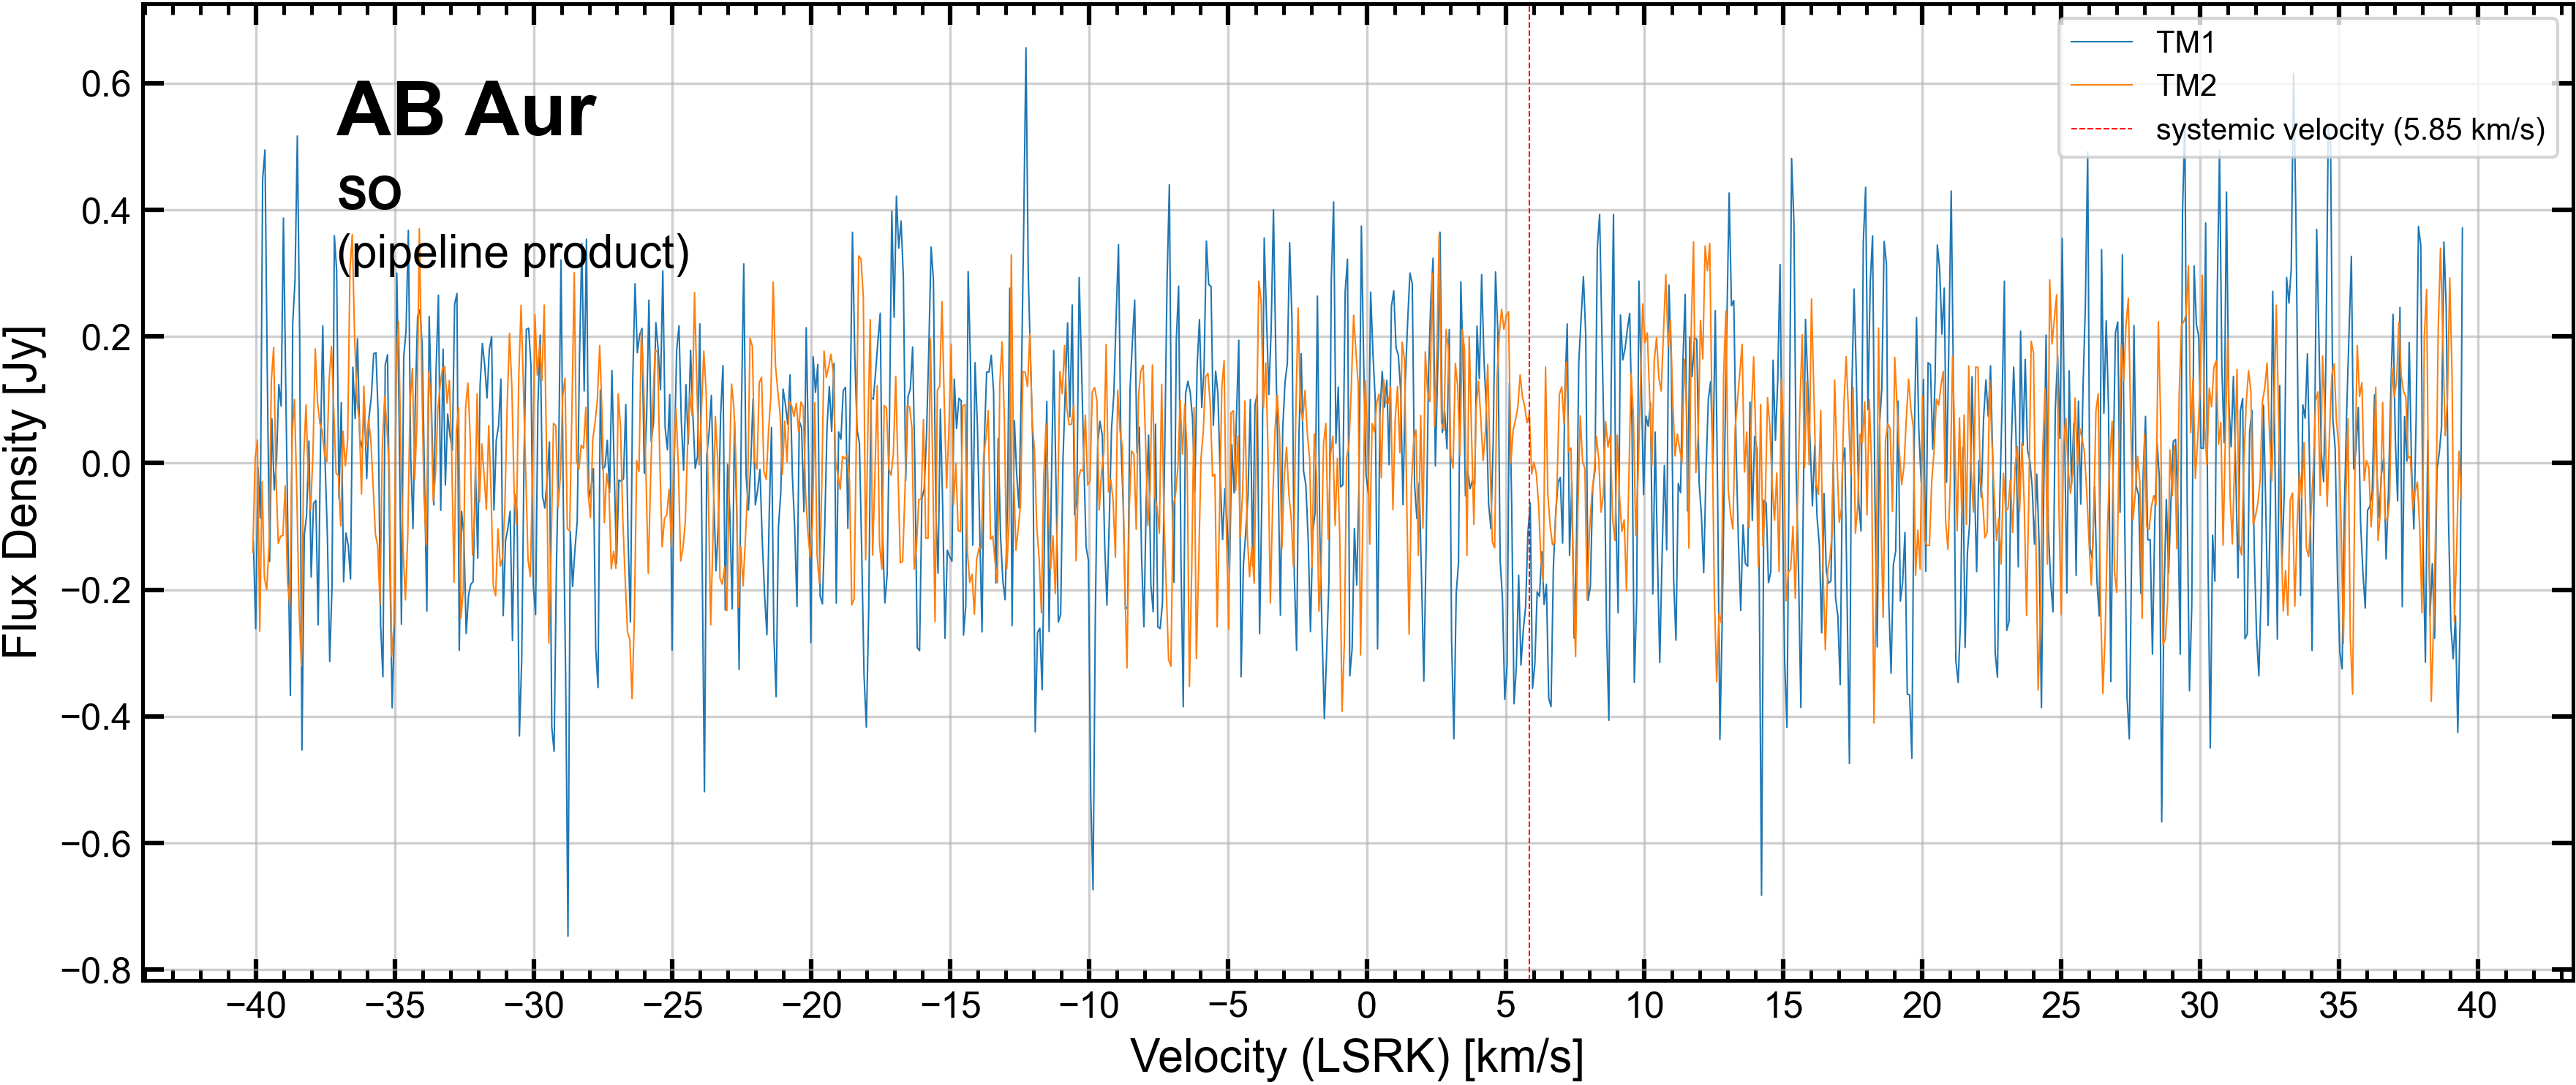 AB Aur
SO
(pipeline product)
TM1
TM2
systemic velocity (5.85 km/s)
Flux Density [Jy]
0.6
0.4
0.2
0.0
−0.2
−0.4
−0.6
−0.8
−40 −35 −30 −25 −20 −15 −10 −5 0 5 10 15 20 25 30 35 40
Velocity (LSRK) [km/s]